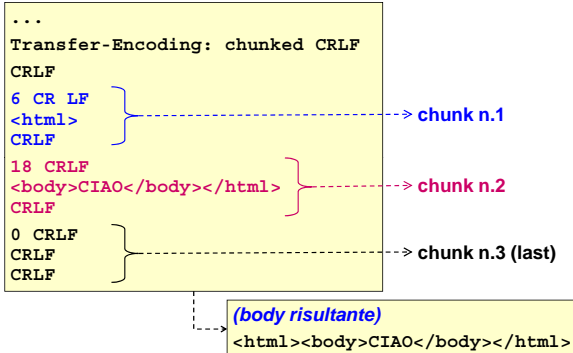 ...
Transfer-Encoding: chunked CRLF
CRLF
6 CR LF
<html>
CRLF
chunk n.1
18 CRLF
<body>CIAO</body></html>
CRLF
chunk n.2
0 CRLF
CRLF
CRLF
chunk n.3 (last)
(body risultante)
<html><body>CIAO</body></html>